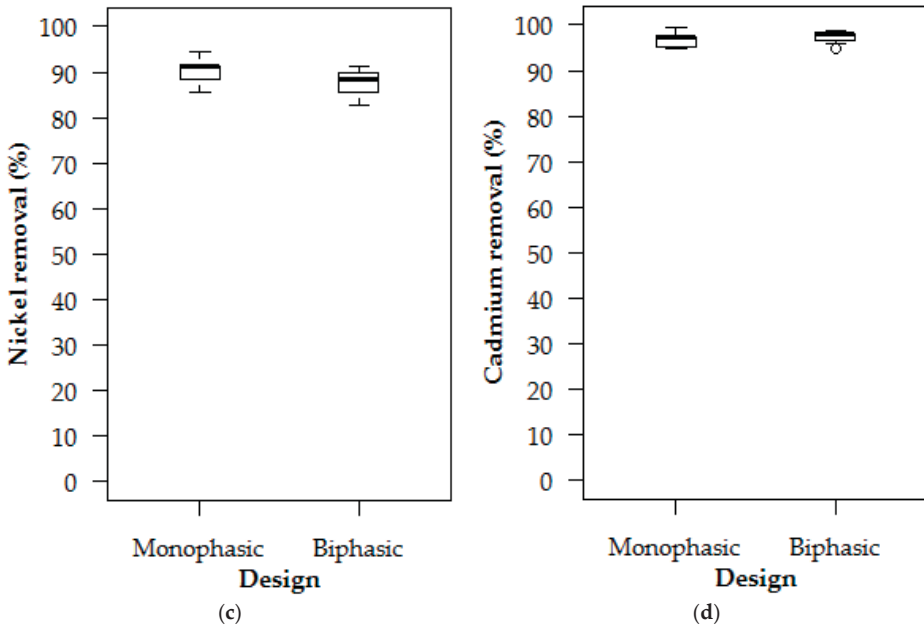 Nickel removal (%)
100
90
80
70
60
50
40
30
20
10
0
Monophasic Biphasic
Design
(c)
Cadmium removal (%)
100
90
80
70
60
50
40
30
20
10
0
Monophasic Biphasic
Design
(d)